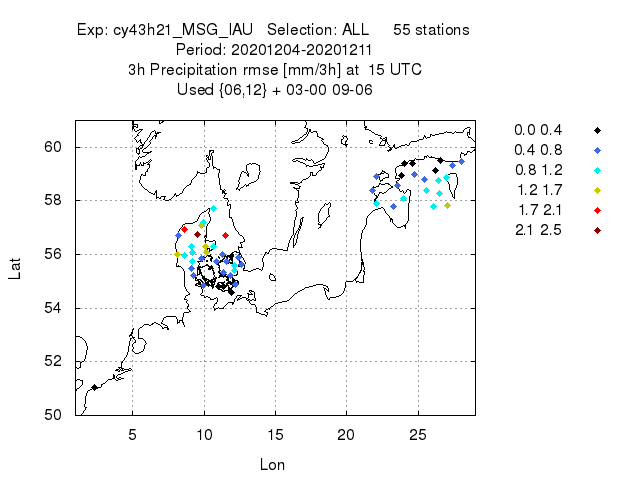 Exp: cy43h21_MSG_IAU   Selection: ALL      55 stations
Period: 20201204-20201211
3h Precipitation rmse [mm/3h] at  15 UTC
Used {06,12} + 03-00 09-06
0.0 0.4
0.4 0.8
0.8 1.2
1.2 1.7
1.7 2.1
2.1 2.5
60
58
56
54
52
50
Lat
5 10 15 20 25
Lon